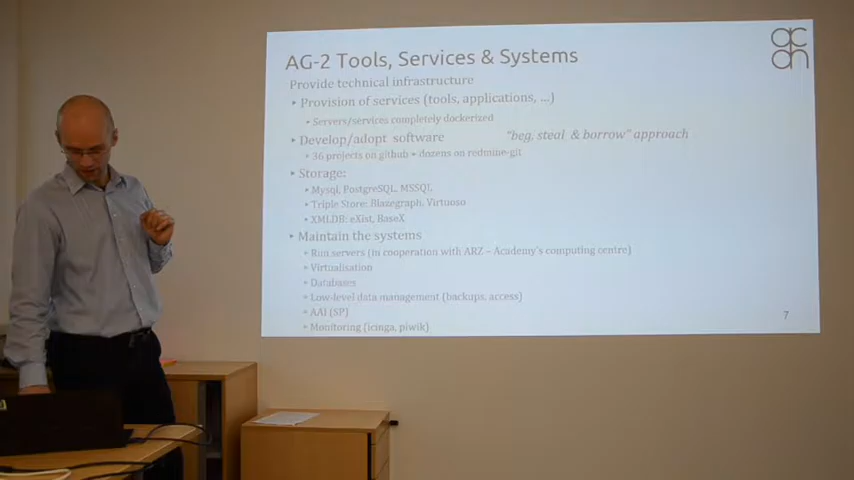 AG-2 Tools, Services & Systems
acdh
Provide technical infrastructure
• Provision of services (tools, applications, ...)
• Servers/services completely dockerized
• Develop/adopt software "beg, steal & borrow" approach
• 36 projects on github + dozens on redmine-git
• Storage:
• Mysql, PostgreSQL, MSSQL
• Triple Store: Blazegraph, Virtuoso
• XMLDB: eXist, BaseX
• Maintain the systems
• Run servers (in cooperation with ARZ – Academy's computing centre)
• Virtualisation
• Databases
• Low-level data management (backups, access)
• AAI (SP)
• Monitoring (icinga, piwik)
7